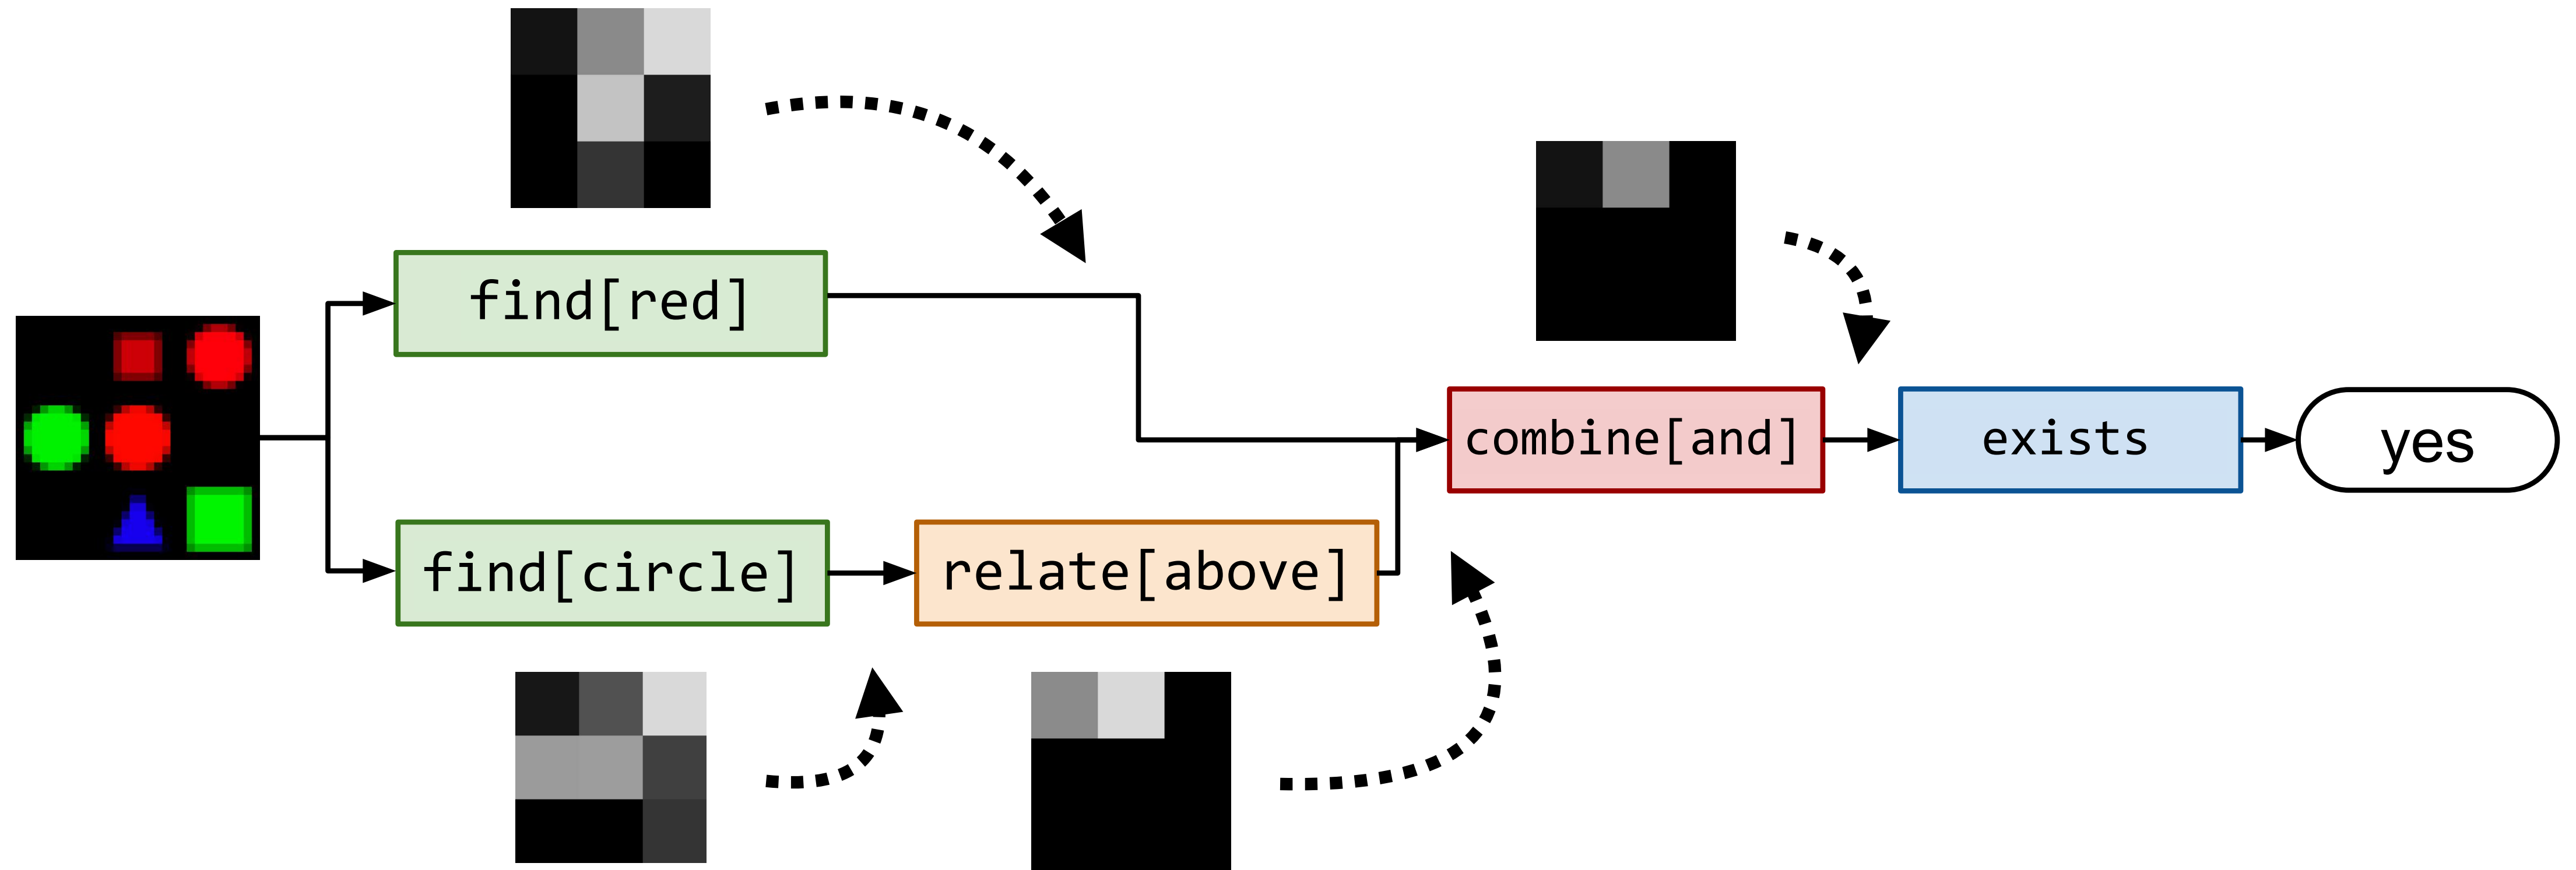 find[red]
combine[and]
exists
yes
find[circle]
relate[above]